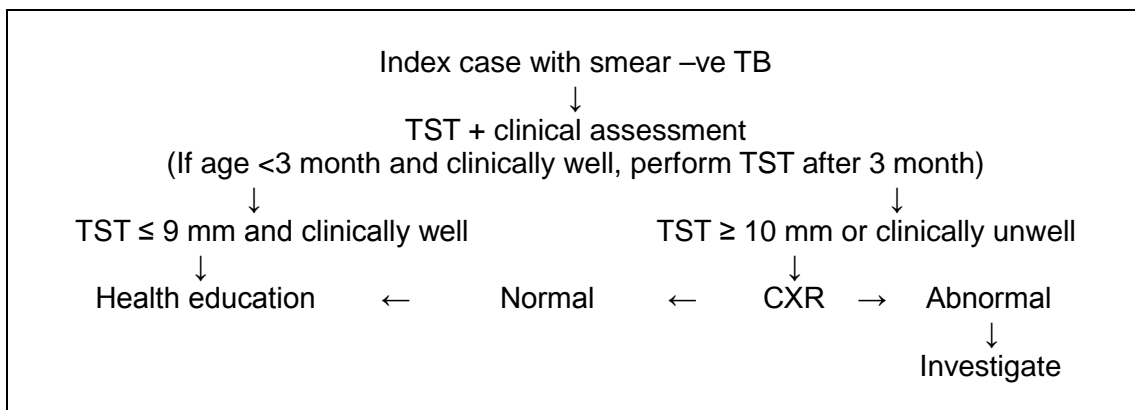 Index case with smear –ve TB
↓
TST + clinical assessment
(If age <3 month and clinically well, perform TST after 3 month)
↓ ↓
TST ≤ 9 mm and clinically well TST ≥ 10 mm or clinically unwell
↓ ↓
Health education ← Normal ← CXR → Abnormal
↓
Investigate